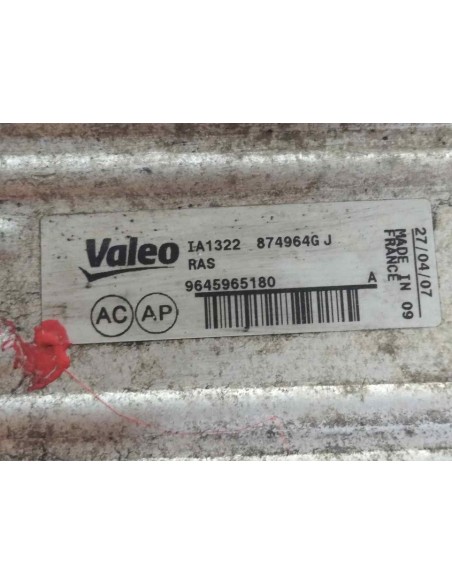 Valeo
IA1322 874964G J
RAS
9645965180 A
AC AP
27/04/07
MADE IN 09
FRANCE